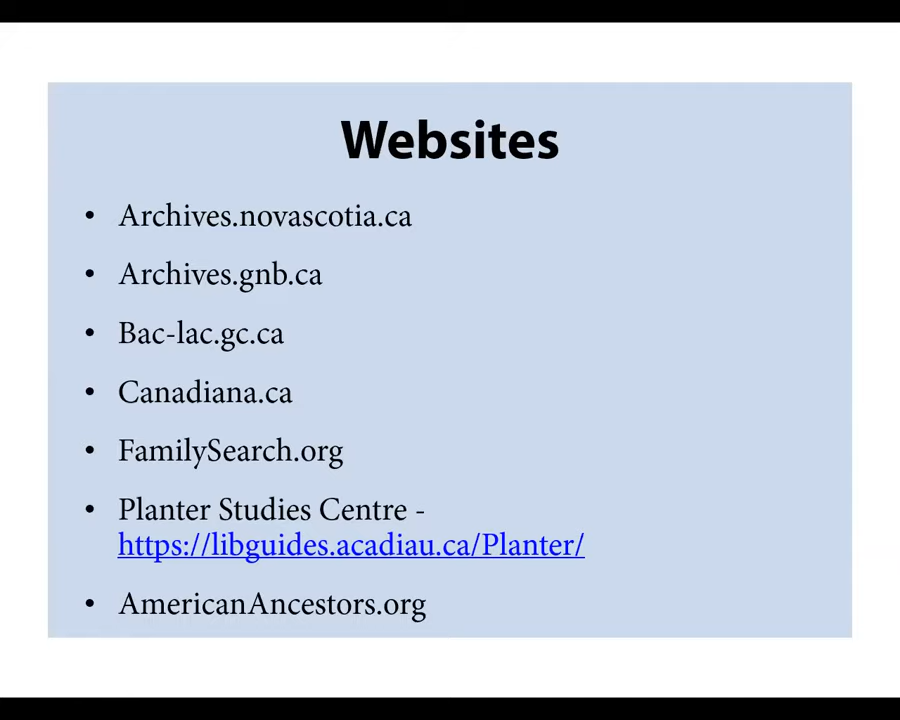 Websites
• Archives.novascotia.ca
• Archives.gnb.ca
• Bac-lac.gc.ca
• Canadiana.ca
• FamilySearch.org
• Planter Studies Centre -
https://libguides.acadiau.ca/Planter/
• AmericanAncestors.org